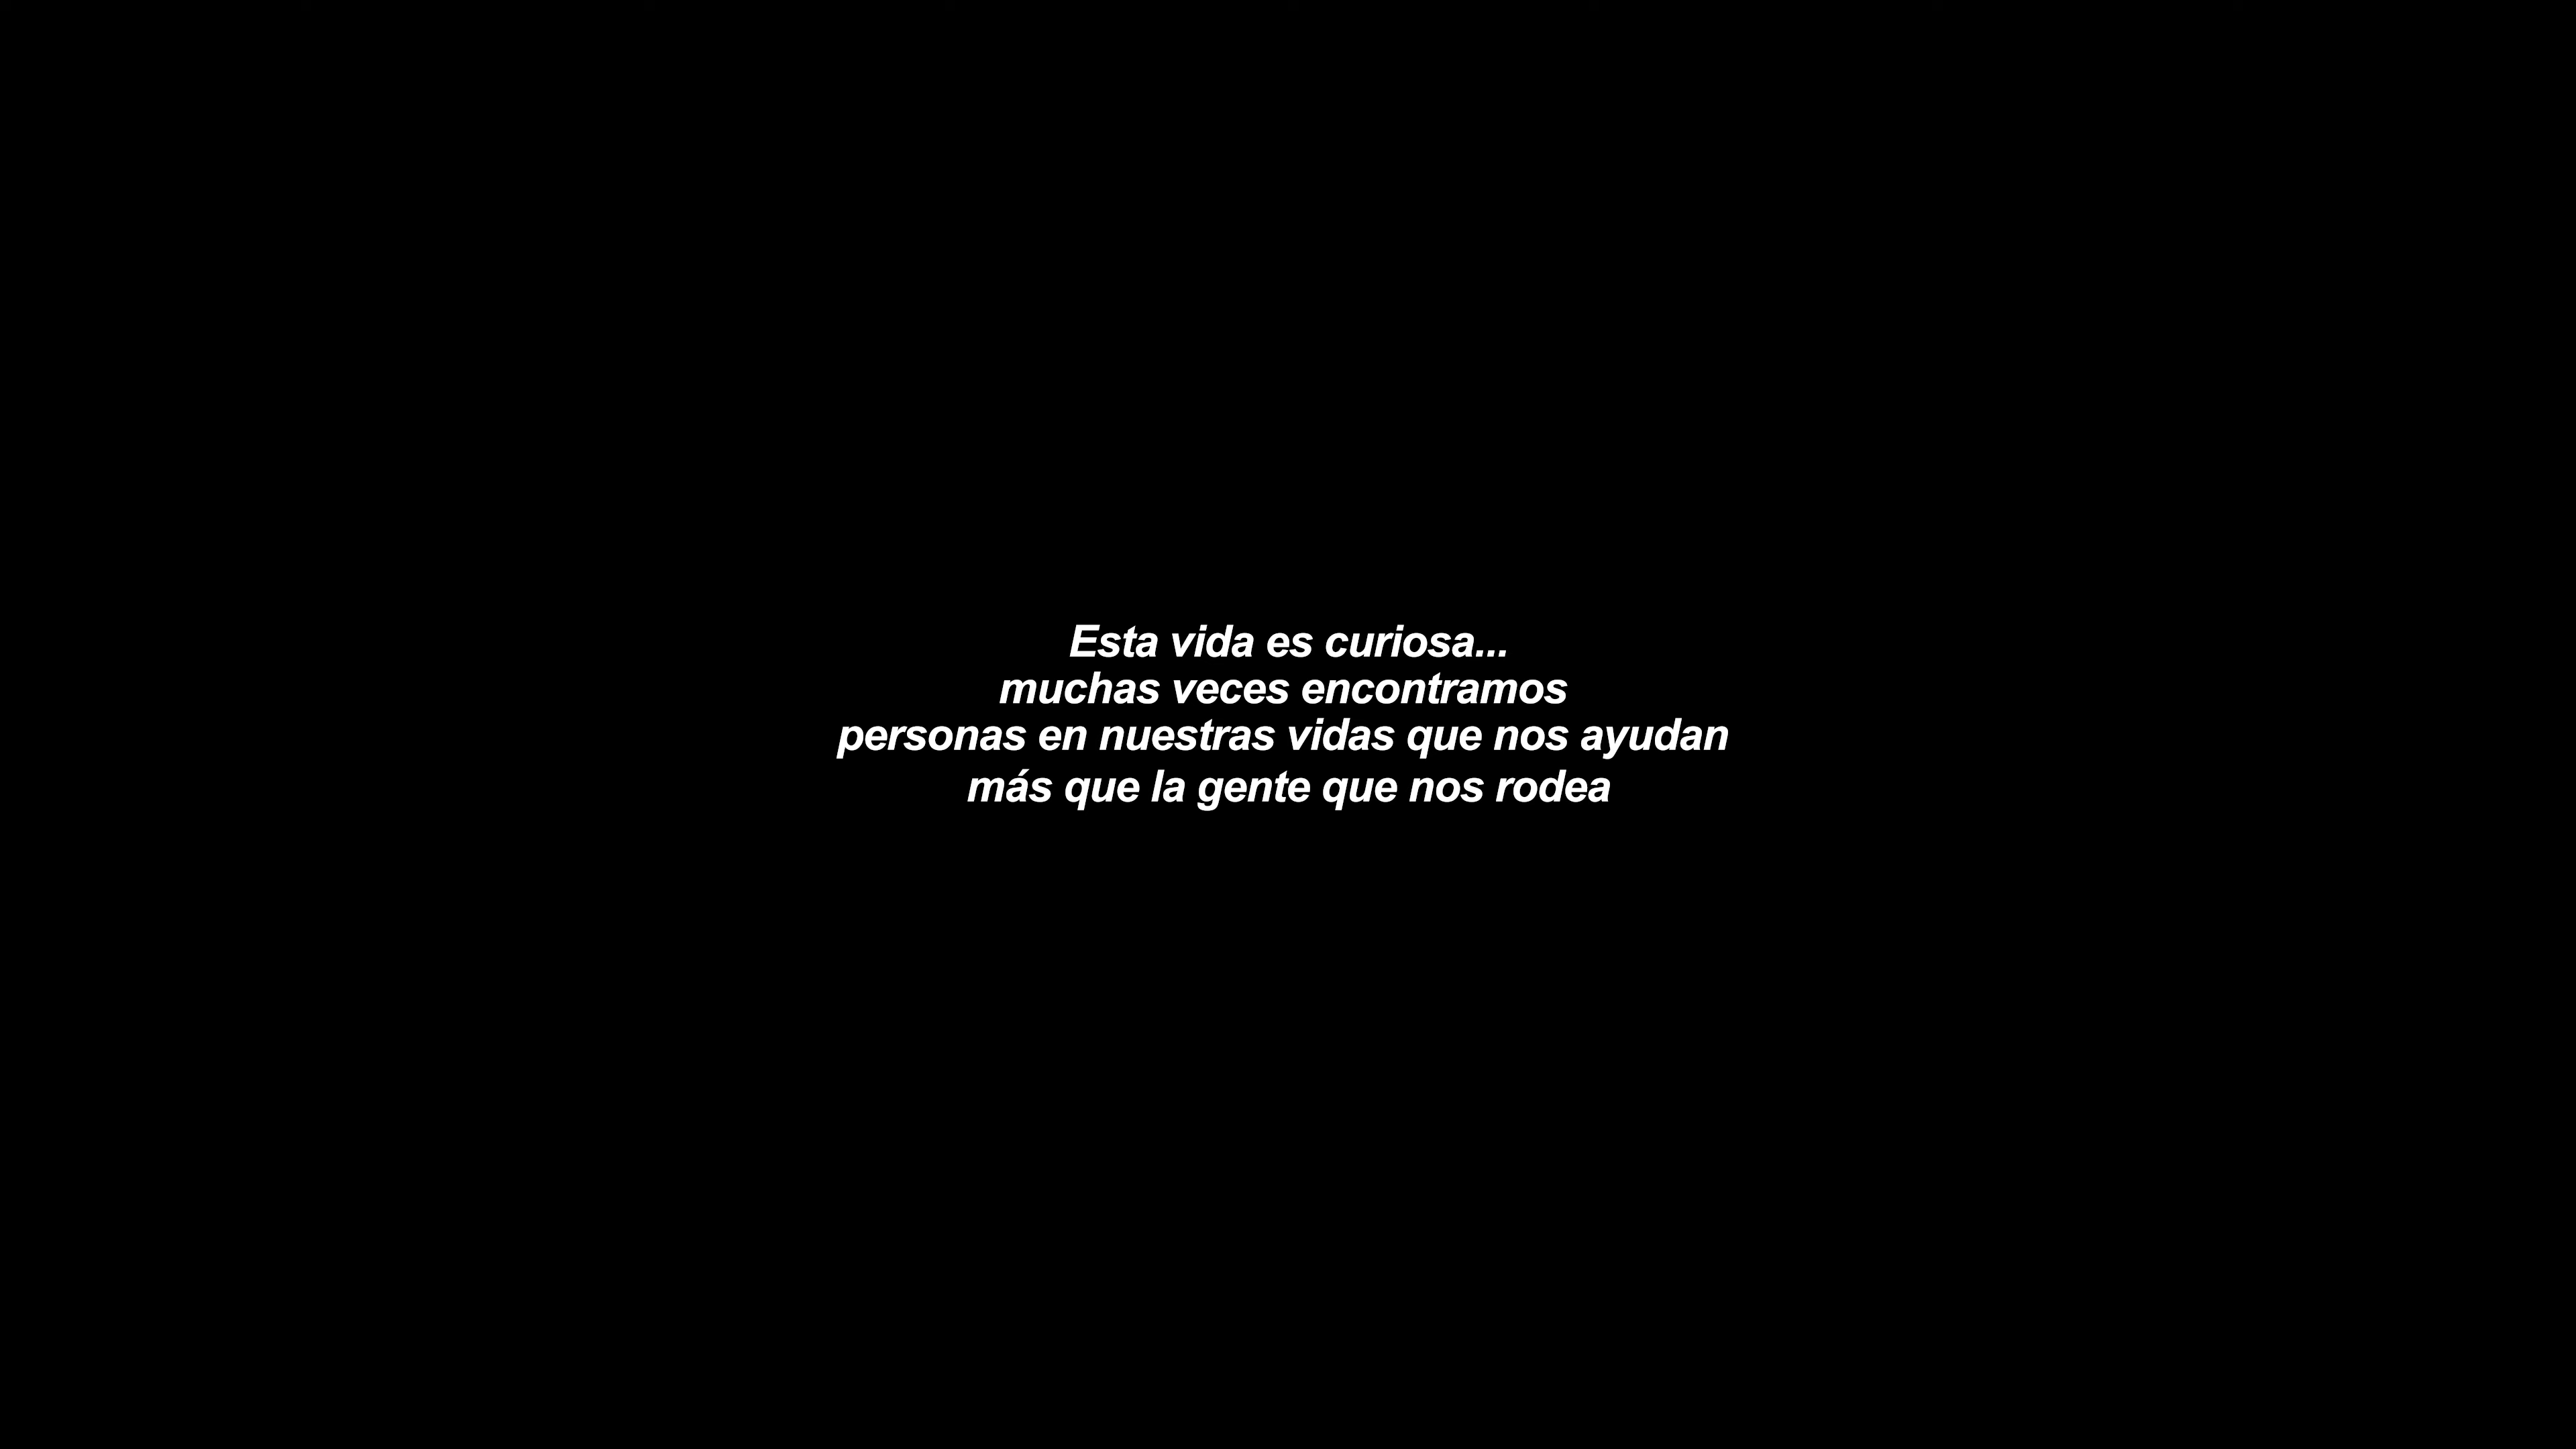 Esta vida es curiosa...
muchas veces encontramos
personas en nuestras vidas que nos ayudan
más que la gente que nos rodea